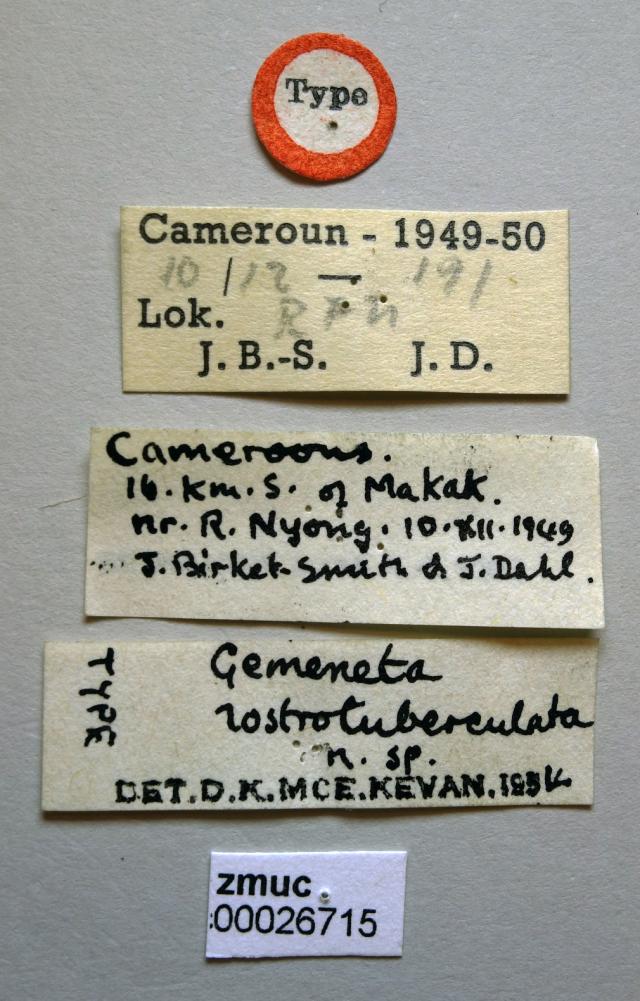 Type
Cameroun - 1949-50
10/12 — 191
Lok.
J. B.-S. J. D.
Cameroons.
16. Km. S. of Makak.
nr. R. Nyong. 10. XII. 1949
J. Birket-Smith & J. Dahl.
TYPE
Gemeneta
rostrotuberculata
n. sp.
DET. D. K. MCE. KEVAN. 1954
zmuc
00026715